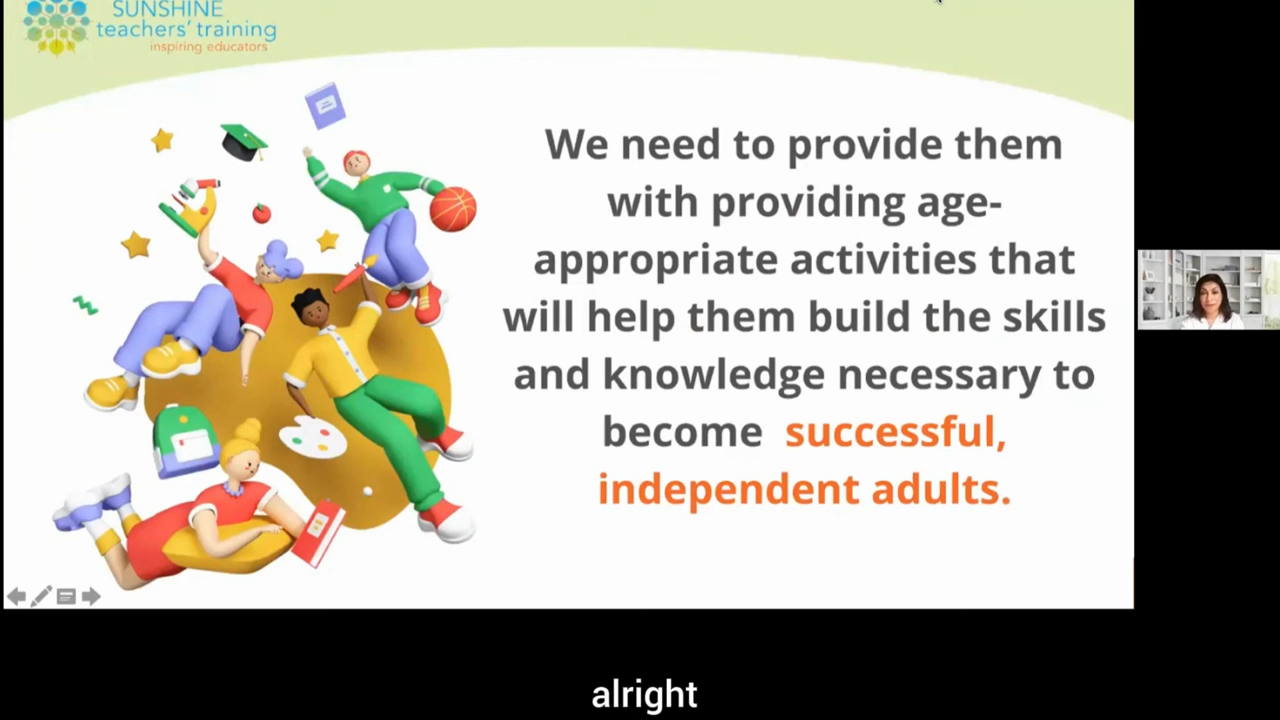 SUNSHINE
teachers' training
inspiring educators
We need to provide them
with providing age-
appropriate activities that
will help them build the skills
and knowledge necessary to
become successful,
independent adults.
alright